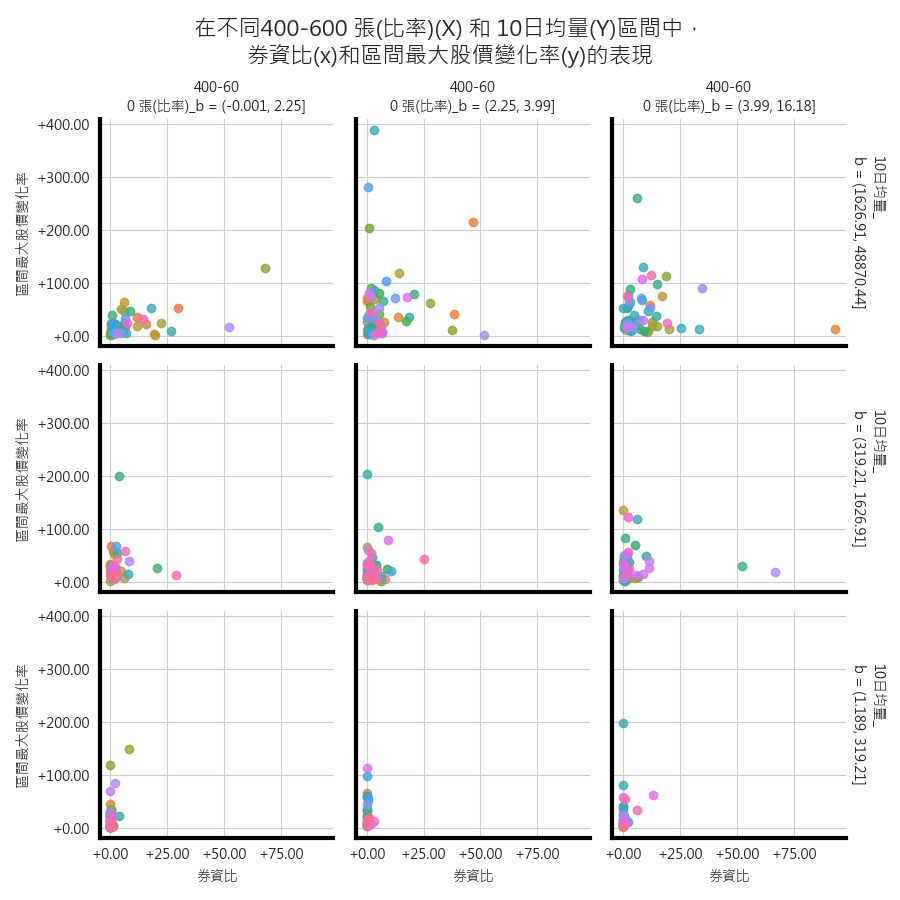 在不同400-600 張(比率)(X) 和 10日均量(Y)區間中，
券資比(x)和區間最大股價變化率(y)的表現
400-60
0 張(比率)_b = (-0.001, 2.25]
400-60
0 張(比率)_b = (2.25, 3.99]
400-60
0 張(比率)_b = (3.99, 16.18]
+400.00
+300.00
+200.00
+100.00
+0.00
區間最大股價變化率
10日均量_
b = (1626.91, 48870.44]
+400.00
+300.00
+200.00
+100.00
+0.00
區間最大股價變化率
10日均量_
b = (319.21, 1626.91]
+400.00
+300.00
+200.00
+100.00
+0.00
區間最大股價變化率
10日均量_
b = (1.189, 319.21]
+0.00 +25.00 +50.00 +75.00
+0.00 +25.00 +50.00 +75.00
+0.00 +25.00 +50.00 +75.00
券資比
券資比
券資比